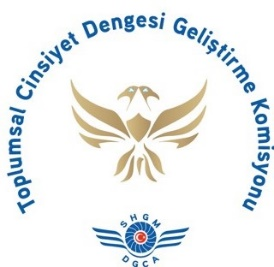 Toplumsal Cinsiyet Dengesi Geliştirme Komisyonu
SHGM
DGCA